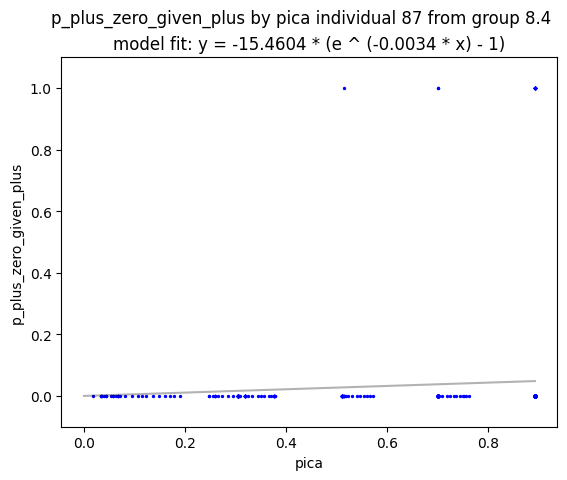 p_plus_zero_given_plus by pica individual 87 from group 8.4
model fit: y = -15.4604 * (e ^ (-0.0034 * x) - 1)
1.0
0.8
0.6
0.4
0.2
0.0
p_plus_zero_given_plus
0.0 0.2 0.4 0.6 0.8
pica